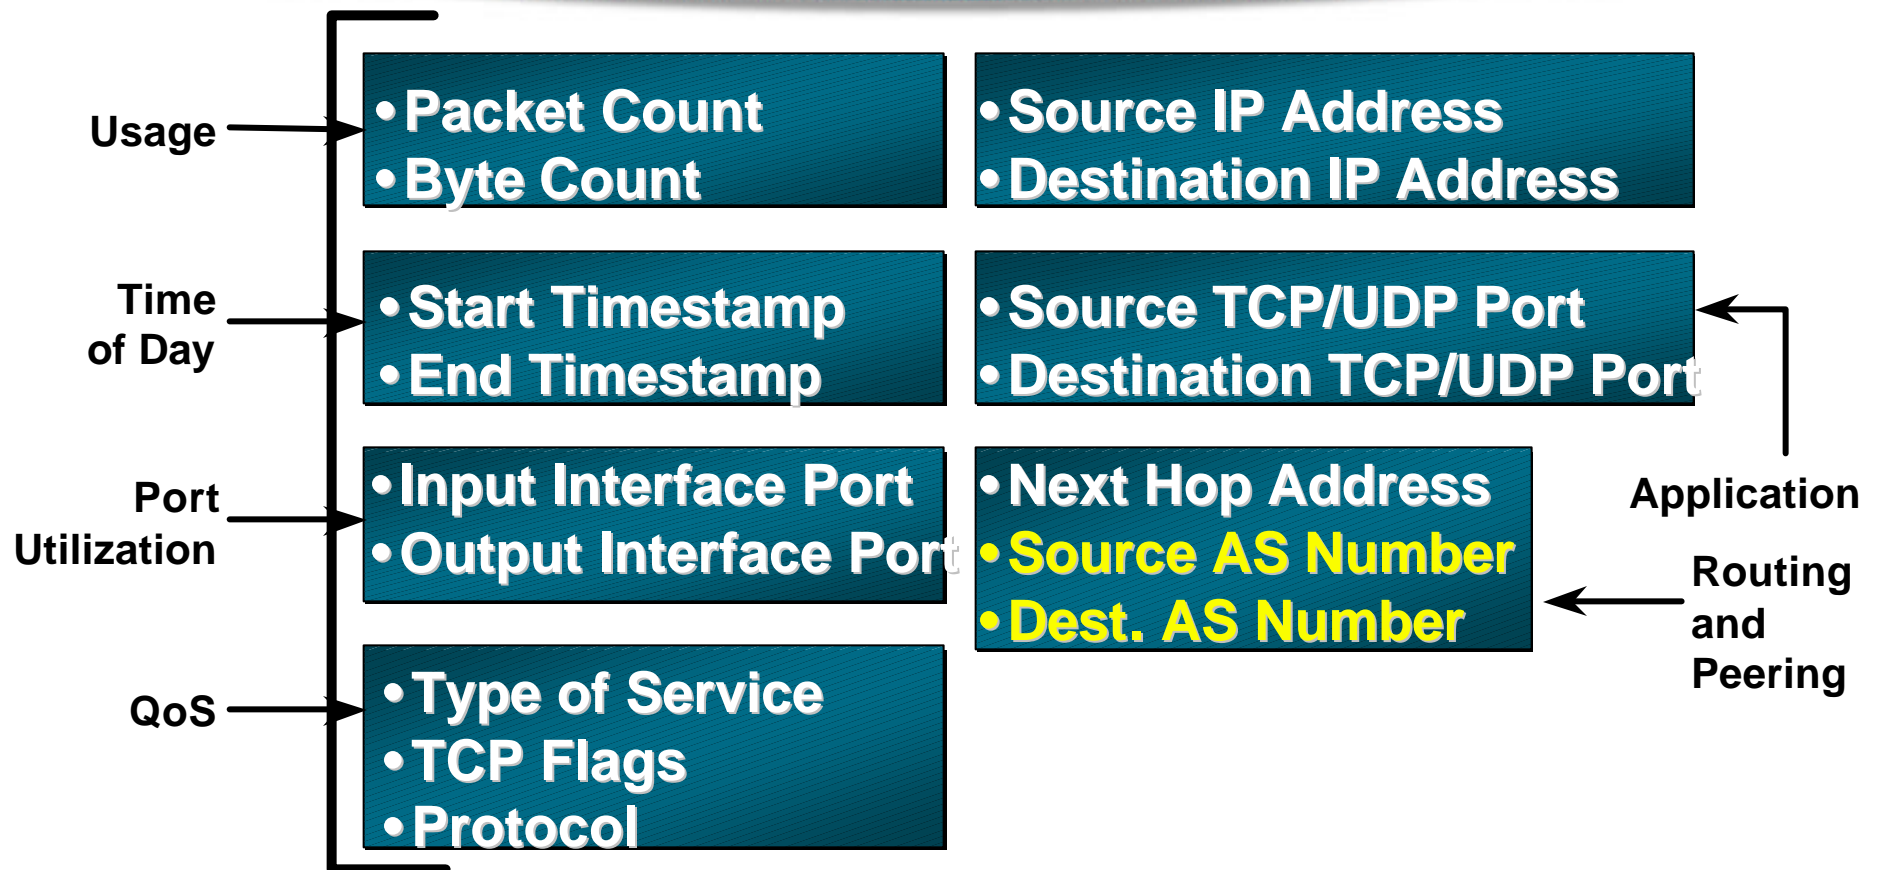 Usage
• Packet Count
• Byte Count
• Source IP Address
• Destination IP Address
Time
of Day
• Start Timestamp
• End Timestamp
• Source TCP/UDP Port
• Destination TCP/UDP Port
Application
Port
Utilization
• Input Interface Port
• Output Interface Port
• Next Hop Address
• Source AS Number
• Dest. AS Number
Routing
and
Peering
QoS
• Type of Service
• TCP Flags
• Protocol